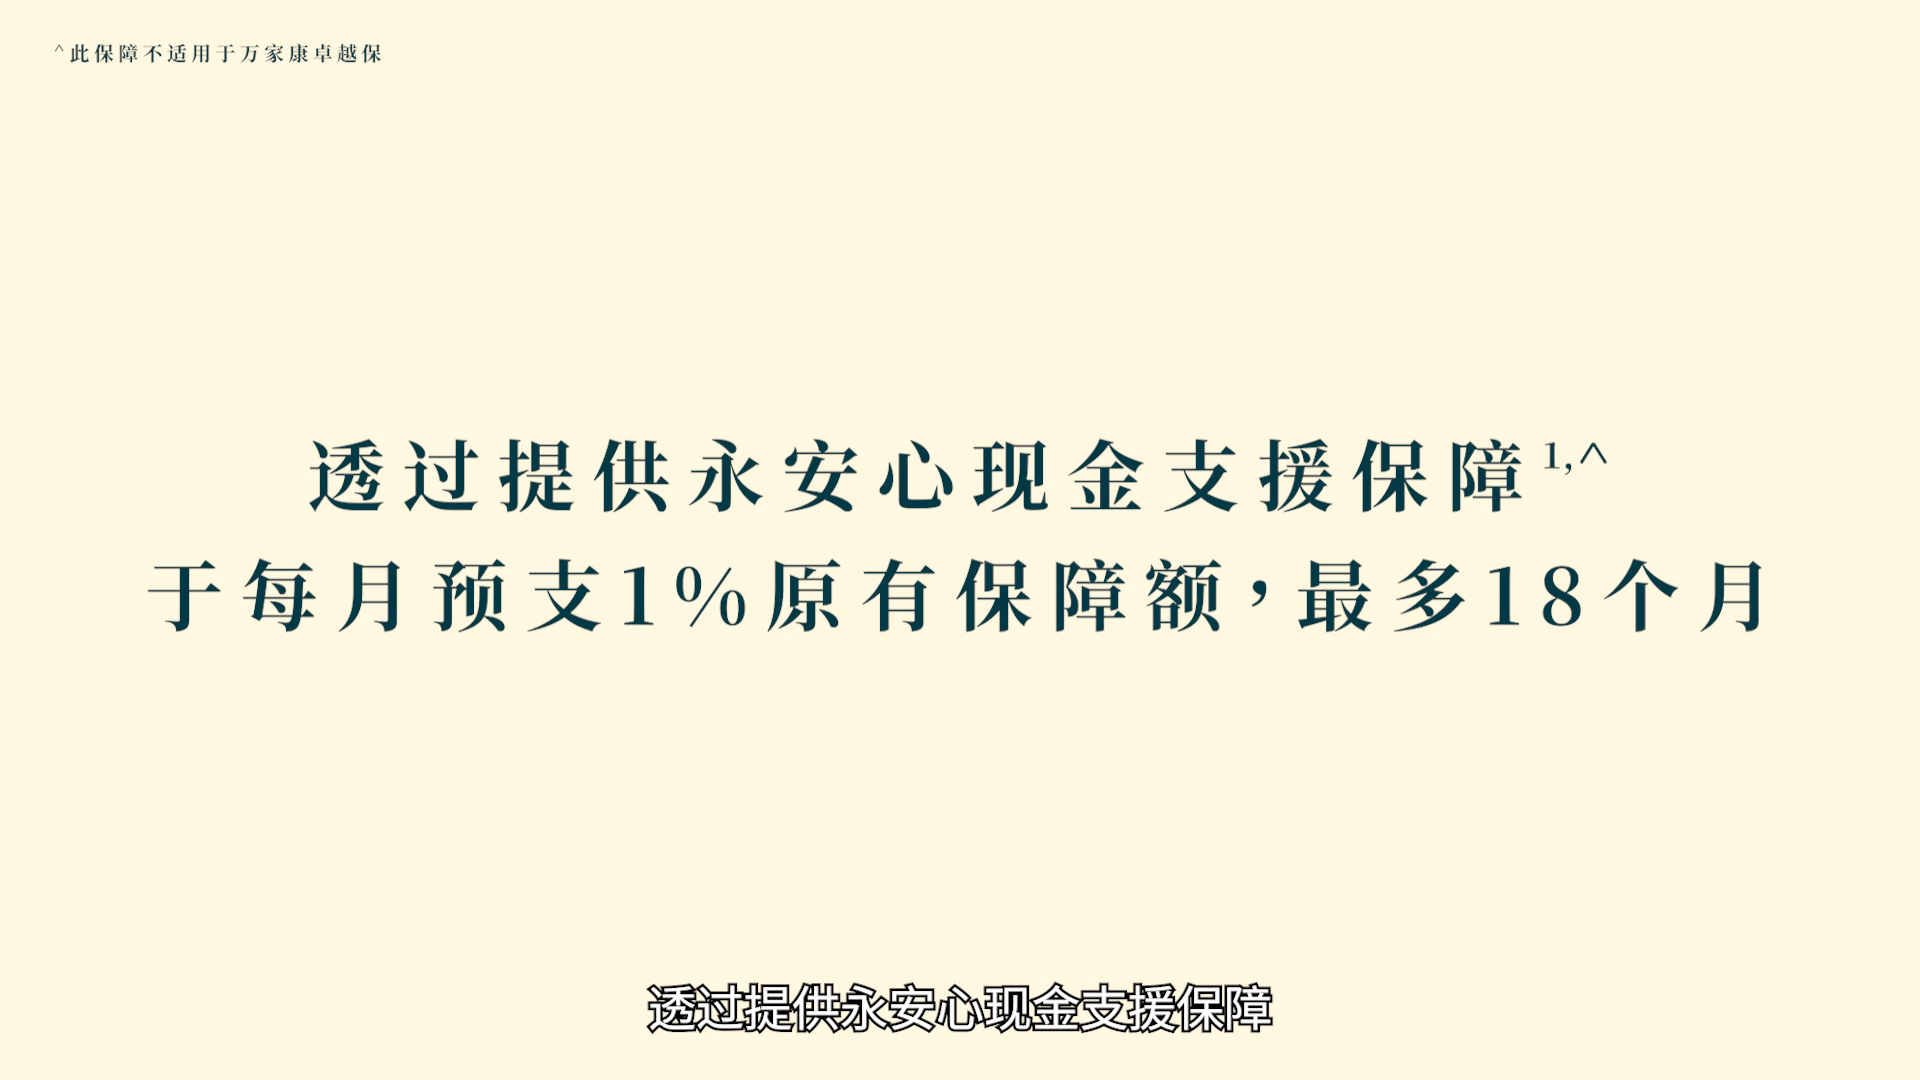 ^此保障不适用于万家康卓越保
透过提供永安心现金支援保障1,^
于每月预支1%原有保障额，最多18个月
透过提供永安心现金支援保障